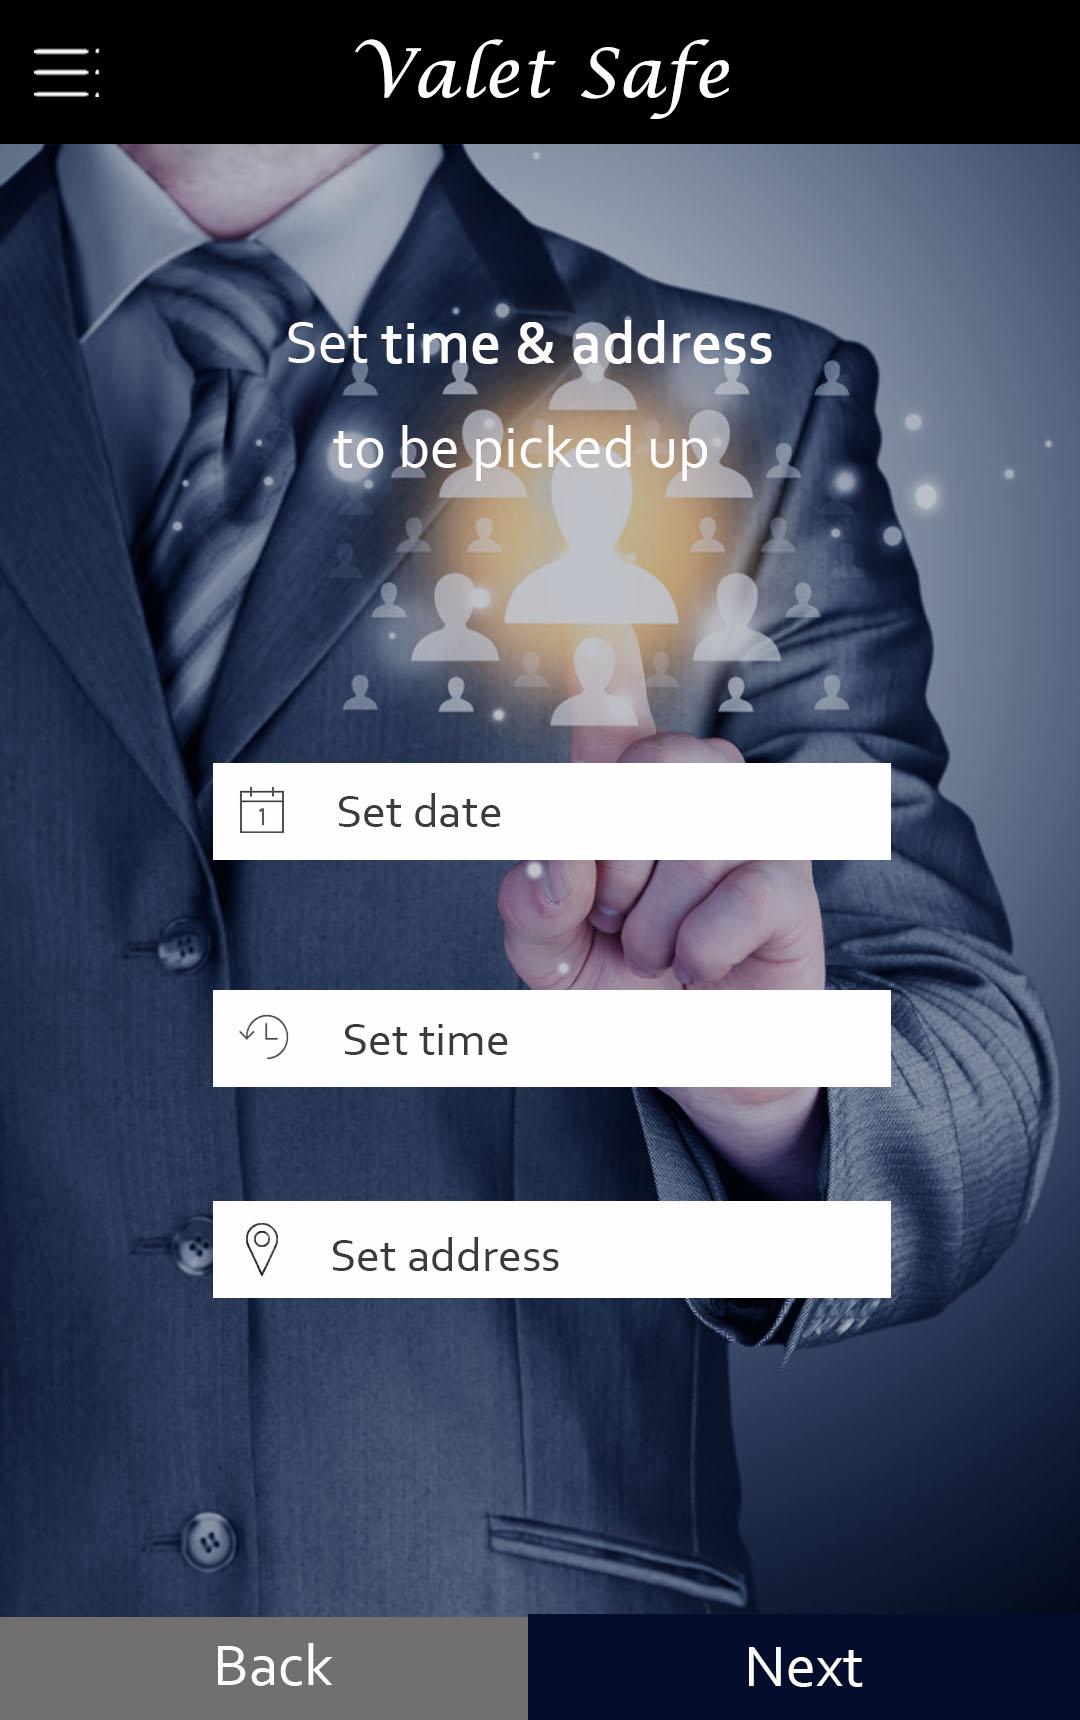 Valet Safe
Set time & address
to be picked up
1
Set date
Set time
Set address
Back
Next